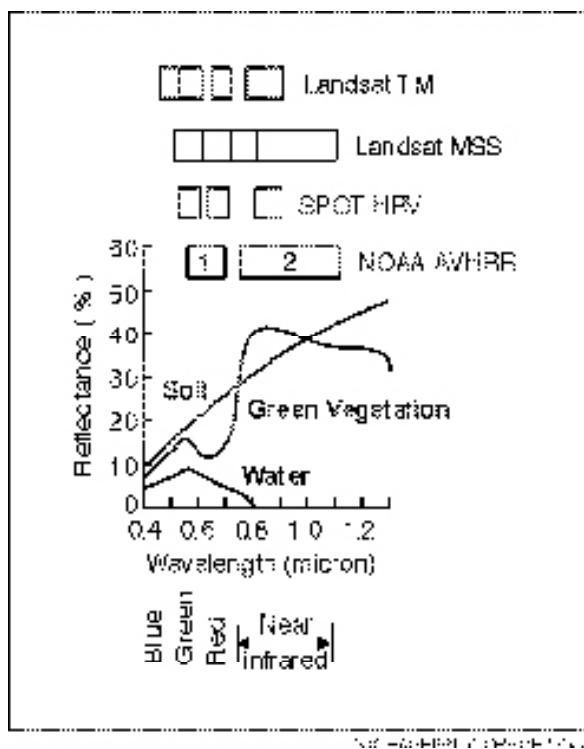 Landsat TM
Landsat MSS
SPOT HRV
1 2 NOAA AVHRR
60
50
40
30
20
10
0
Reflectance (%)
Soil
Green Vegetation
Water
0.4 0.6 0.8 1.0 1.2
Wavelength (micron)
Blue
Green
Red
Near
infrared